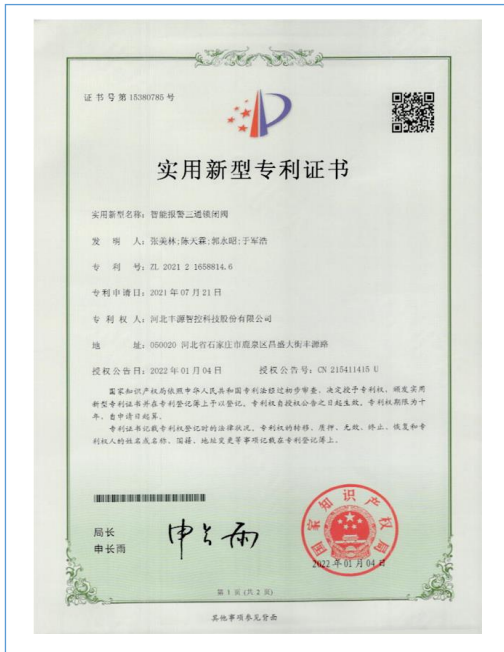 证书号第15380785号
实用新型专利证书
实用新型名称：智能报警三通锁闭阀
发明人：张美林;陈天霖;郭永昭;于军浩
专利号：ZL 2021 2 1658814.6
专利申请日：2021年07月21日
专利权人：河北丰源智控科技股份有限公司
地址：050020 河北省石家庄市鹿泉区昌盛大街丰源路
授权公告日：2022年01月04日 授权公告号：CN 215411415 U
国家知识产权局依照中华人民共和国专利法经过初步审查，决定授予专利权，颁发实用
新型专利证书并在专利登记簿上予以登记。专利权自授权公告之日起生效。专利权期限为十
年，自申请日起算。
专利证书记载专利权登记时的法律状况。专利权的转移、质押、无效、终止、恢复和专
利权人的姓名或名称、国籍、地址变更等事项记载在专利登记簿上。
局长
申长雨
申长雨
国家知识产权局
2022年01月04日
第 1 页 (共 2 页)
其他事项参见背面